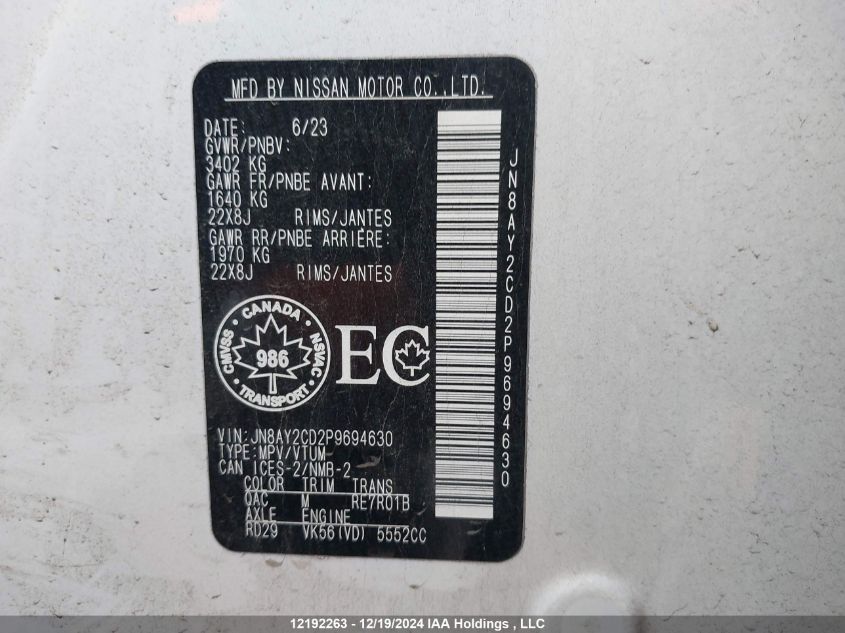 MFD BY NISSAN MOTOR CO.,LTD.
DATE: 6/23
GVWR/PNBV:
3402 KG
GAWR FR/PNBE AVANT:
1640 KG
22X8J RIMS/JANTES
GAWR RR/PNBE ARRIÈRE:
1970 KG
22X8J RIMS/JANTES
CANADA
CMVSS NSVAC
986
TRANSPORT
EC
VIN:JN8AY2CD2P9694630
TYPE:MPV/VTUM
CAN ICES-2/NMB-2
COLOR TRIM TRANS
QAC M RE7R01B
AXLE ENGINE
RD29 VK56(VD) 5552CC
JN8AY2CD2P9694630
12192263 - 12/19/2024 IAA Holdings , LLC